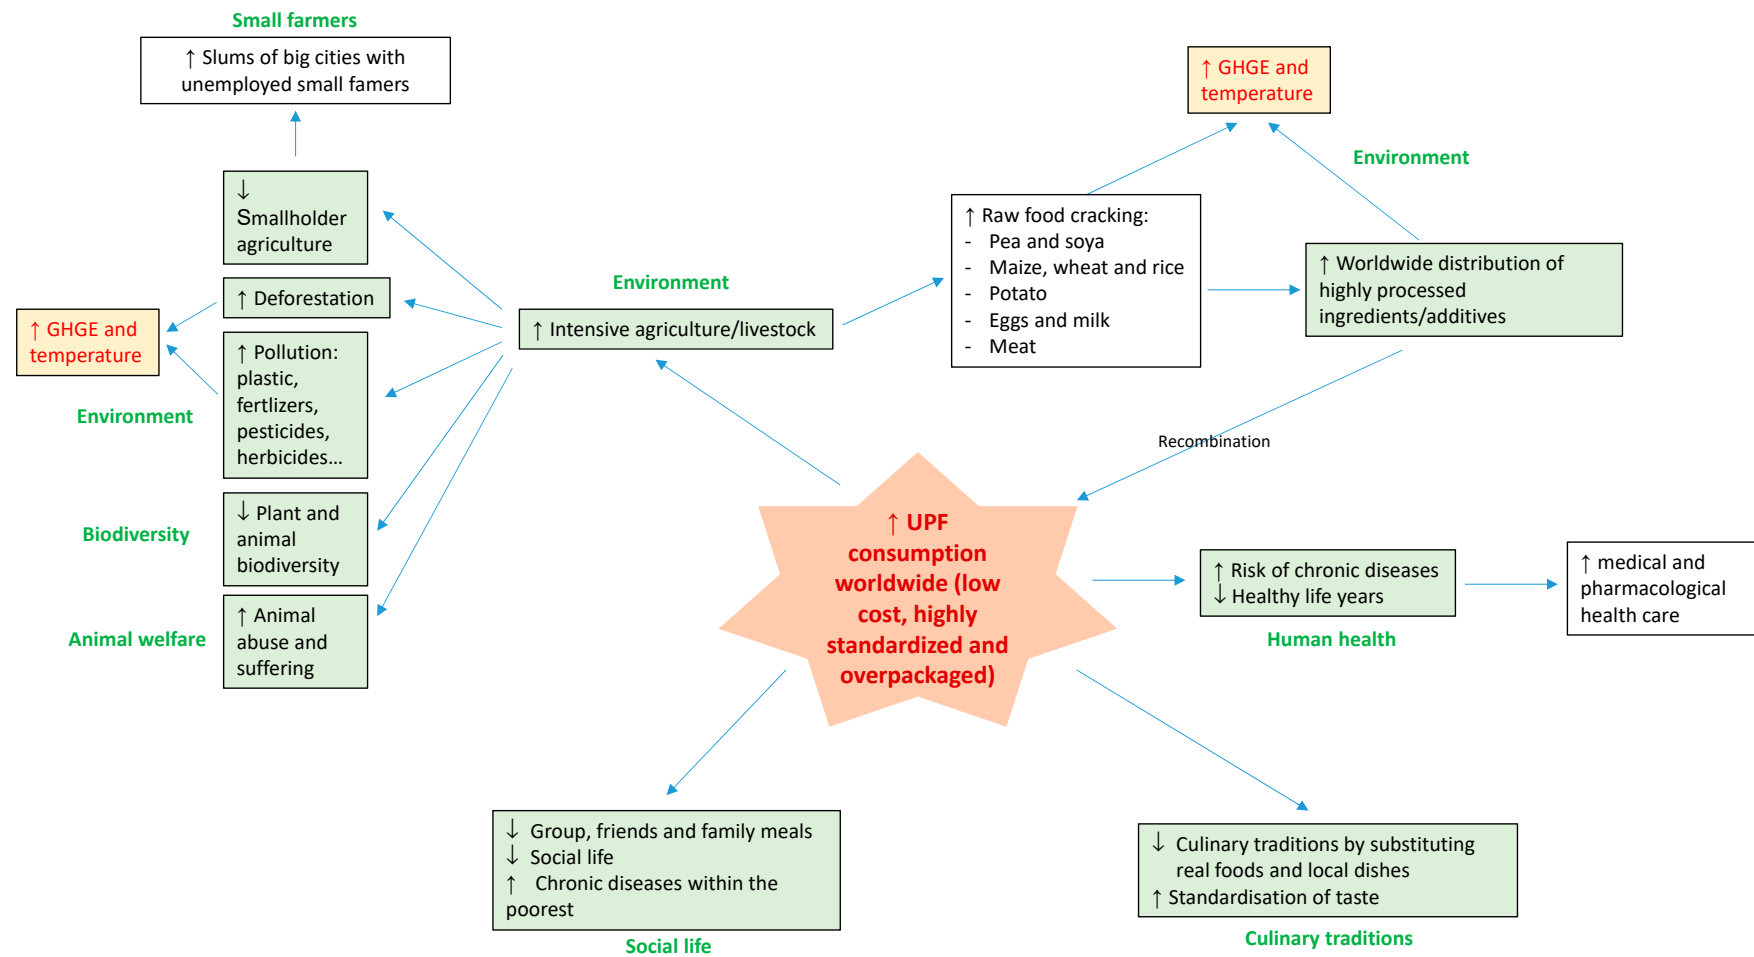 Small farmers
↑ Slums of big cities with
unemployed small famers
↓
Smallholder
agriculture
↑ Deforestation
↑ GHGE and
temperature
↑ Pollution:
plastic,
fertlizers,
pesticides,
herbicides…
Environment
↓ Plant and
animal
biodiversity
Biodiversity
↑ Animal
abuse and
suffering
Animal welfare
Environment
↑ Intensive agriculture/livestock
↑ GHGE and
temperature
Environment
↑ Raw food cracking:
- Pea and soya
- Maize, wheat and rice
- Potato
- Eggs and milk
- Meat
↑ Worldwide distribution of
highly processed
ingredients/additives
Recombination
↑ UPF
consumption
worldwide (low
cost, highly
standardized and
overpackaged)
↑ Risk of chronic diseases
↓ Healthy life years
Human health
↑ medical and
pharmacological
health care
↓ Group, friends and family meals
↓ Social life
↑ Chronic diseases within the
poorest
Social life
↓ Culinary traditions by substituting
real foods and local dishes
↑ Standardisation of taste
Culinary traditions